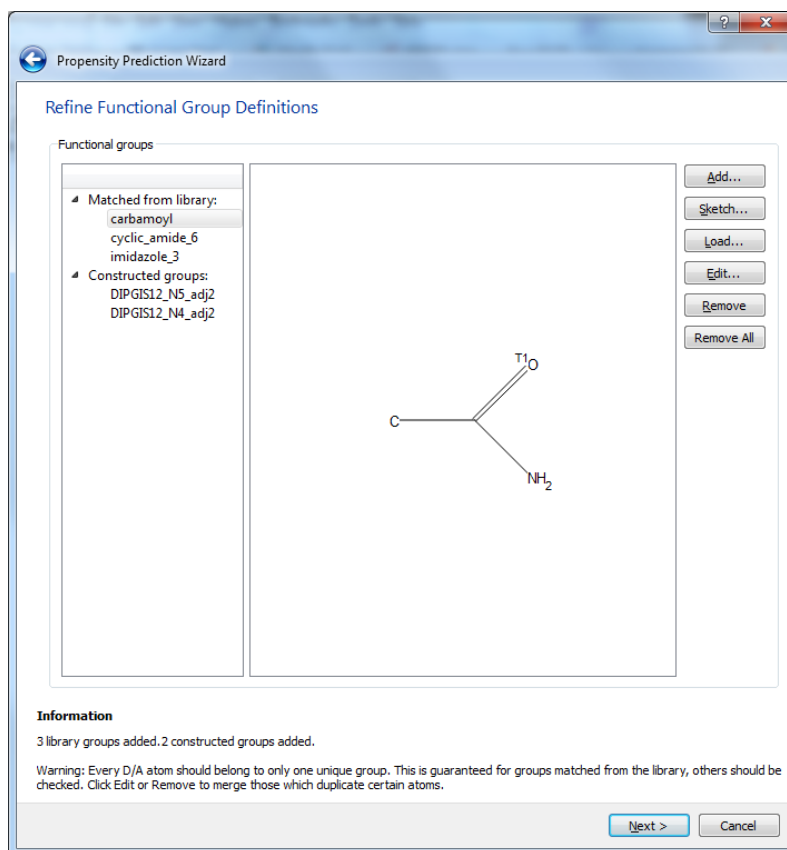 ?
X
Propensity Prediction Wizard
Refine Functional Group Definitions
Functional groups
Matched from library:
carbamoyl
cyclic_amide_6
imidazole_3
Constructed groups:
DIPGIS12_N5_adj2
DIPGIS12_N4_adj2
T1O
C
NH2
Add...
Sketch...
Load...
Edit...
Remove
Remove All
Information
3 library groups added.2 constructed groups added.
Warning: Every D/A atom should belong to only one unique group. This is guaranteed for groups matched from the library, others should be
checked. Click Edit or Remove to merge those which duplicate certain atoms.
Next >
Cancel